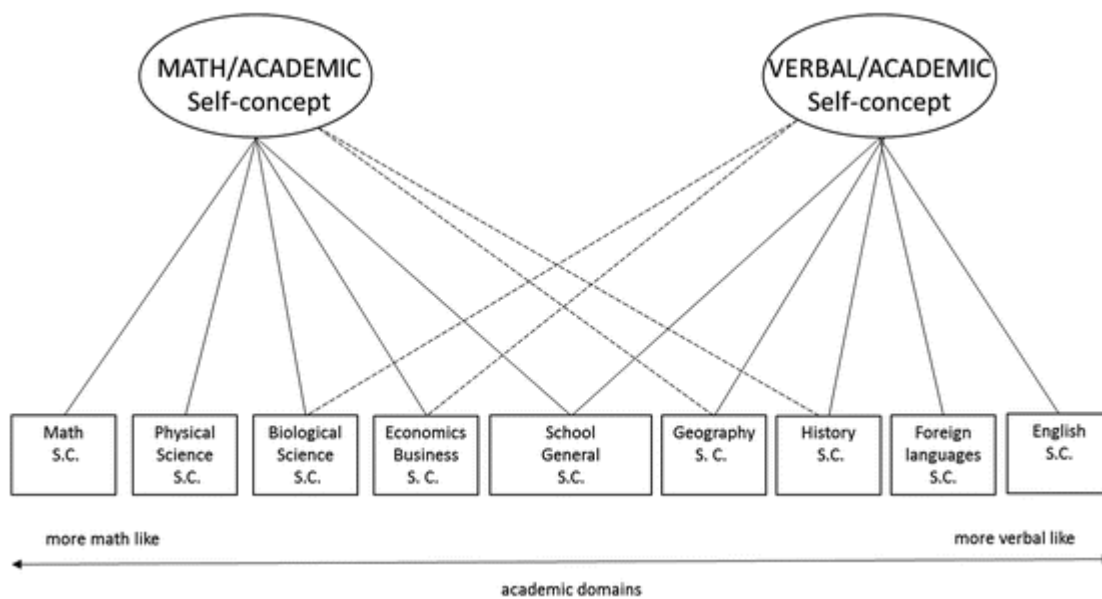 MATH/ACADEMIC
Self-concept
VERBAL/ACADEMIC
Self-concept
Math
S.C.
Physical
Science
S.C.
Biological
Science
S.C.
Economics
Business
S. C.
School
General
S.C.
Geography
S. C.
History
S.C.
Foreign
languages
S.C.
English
S.C.
more math like
more verbal like
academic domains